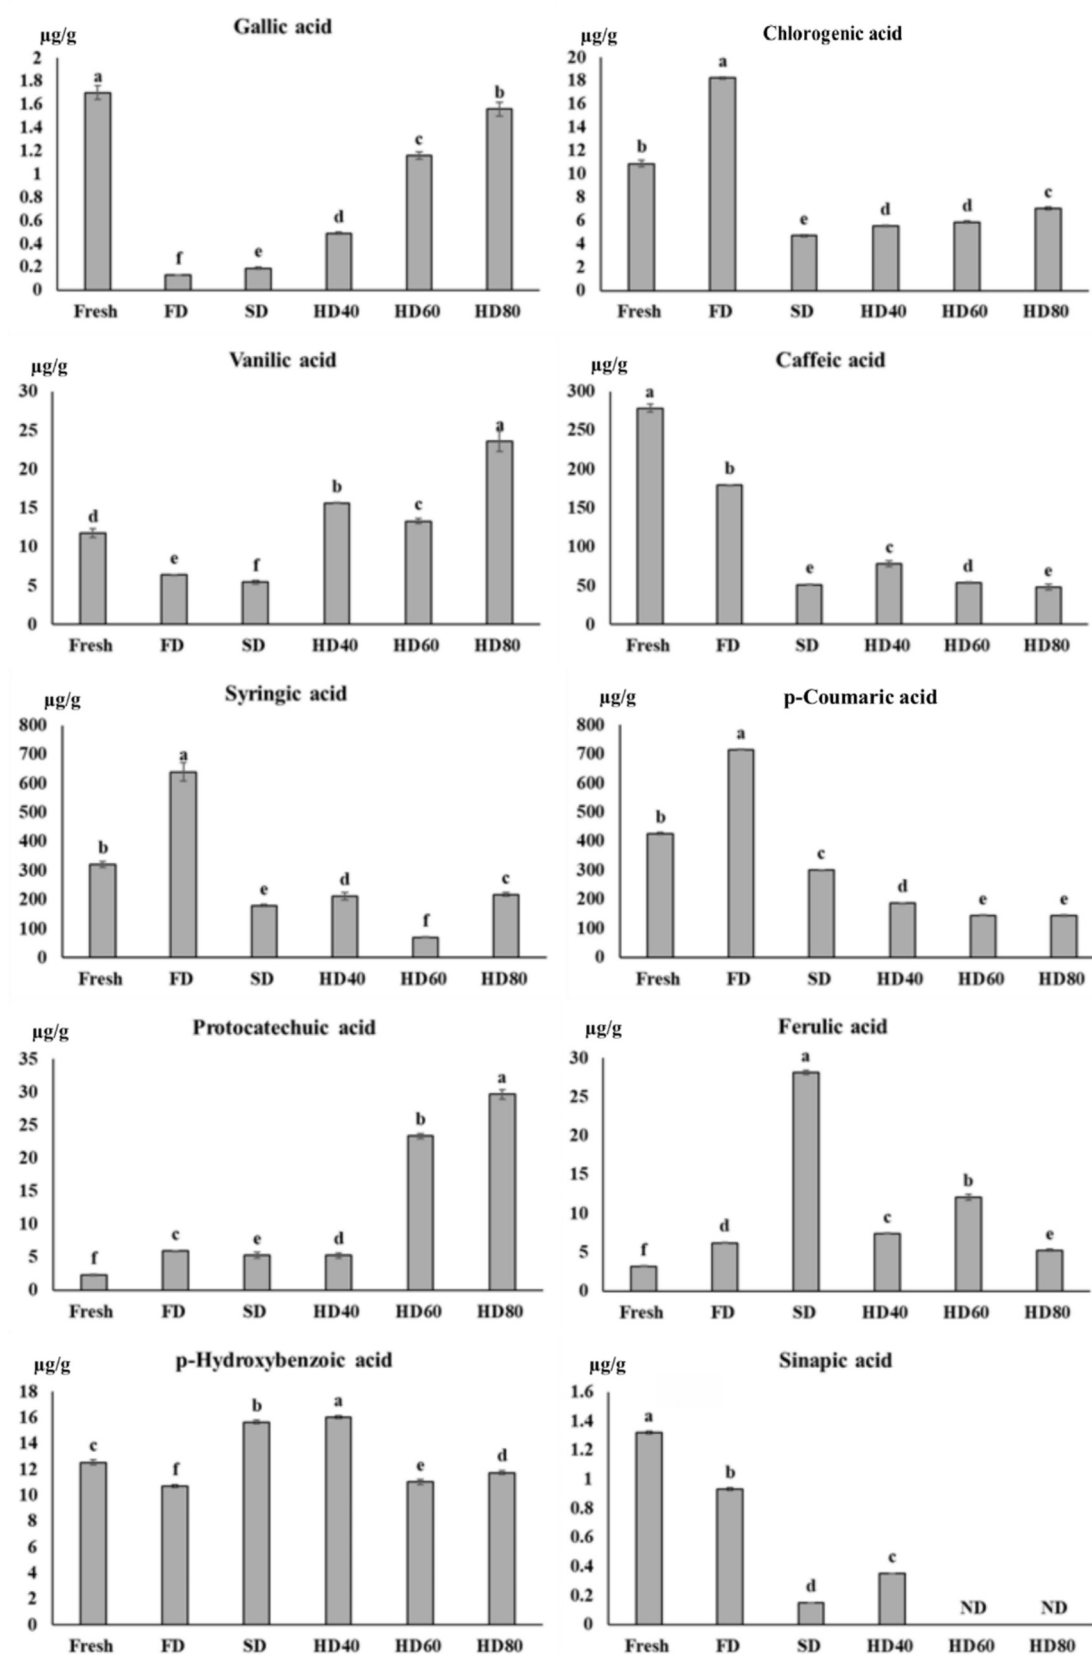 Gallic acid
μg/g
2
1.8
1.6
1.4
1.2
1
0.8
0.6
0.4
0.2
0
a
f
e
d
c
b
Fresh FD SD HD40 HD60 HD80
Chlorogenic acid
μg/g
20
18
16
14
12
10
8
6
4
2
0
b
a
e
d
d
c
Fresh FD SD HD40 HD60 HD80
Vanilic acid
μg/g
30
25
20
15
10
5
0
d
e
f
b
c
a
Fresh FD SD HD40 HD60 HD80
Caffeic acid
μg/g
300
250
200
150
100
50
0
a
b
e
c
d
e
Fresh FD SD HD40 HD60 HD80
Syringic acid
μg/g
800
700
600
500
400
300
200
100
0
b
a
e
d
f
c
Fresh FD SD HD40 HD60 HD80
p-Coumaric acid
μg/g
800
700
600
500
400
300
200
100
0
b
a
c
d
e
e
Fresh FD SD HD40 HD60 HD80
Protocatechuic acid
μg/g
35
30
25
20
15
10
5
0
f
c
e
d
b
a
Fresh FD SD HD40 HD60 HD80
Ferulic acid
μg/g
30
25
20
15
10
5
0
f
d
a
c
b
e
Fresh FD SD HD40 HD60 HD80
p-Hydroxybenzoic acid
μg/g
18
16
14
12
10
8
6
4
2
0
c
f
b
a
e
d
Fresh FD SD HD40 HD60 HD80
Sinapic acid
μg/g
1.6
1.4
1.2
1
0.8
0.6
0.4
0.2
0
a
b
d
c
ND
ND
Fresh FD SD HD40 HD60 HD80